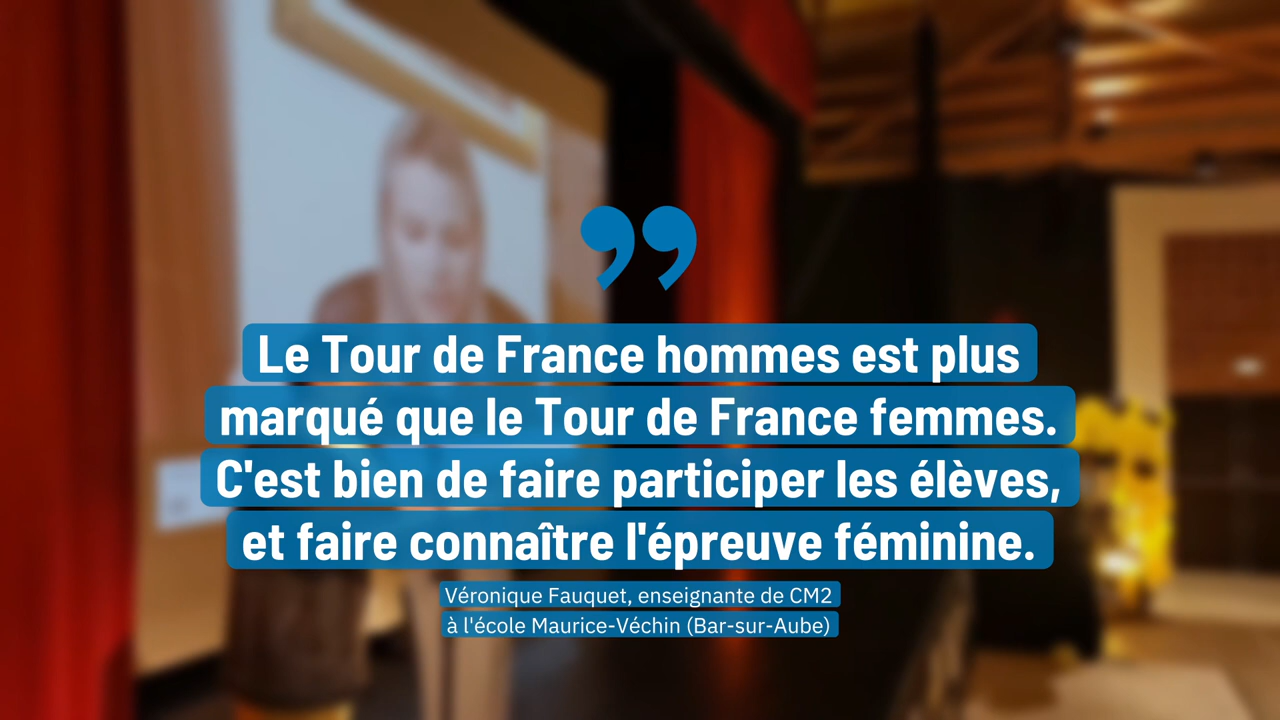 ”
Le Tour de France hommes est plus
marqué que le Tour de France femmes.
C'est bien de faire participer les élèves,
et faire connaître l'épreuve féminine.
Véronique Fauquet, enseignante de CM2
à l'école Maurice-Véchin (Bar-sur-Aube)